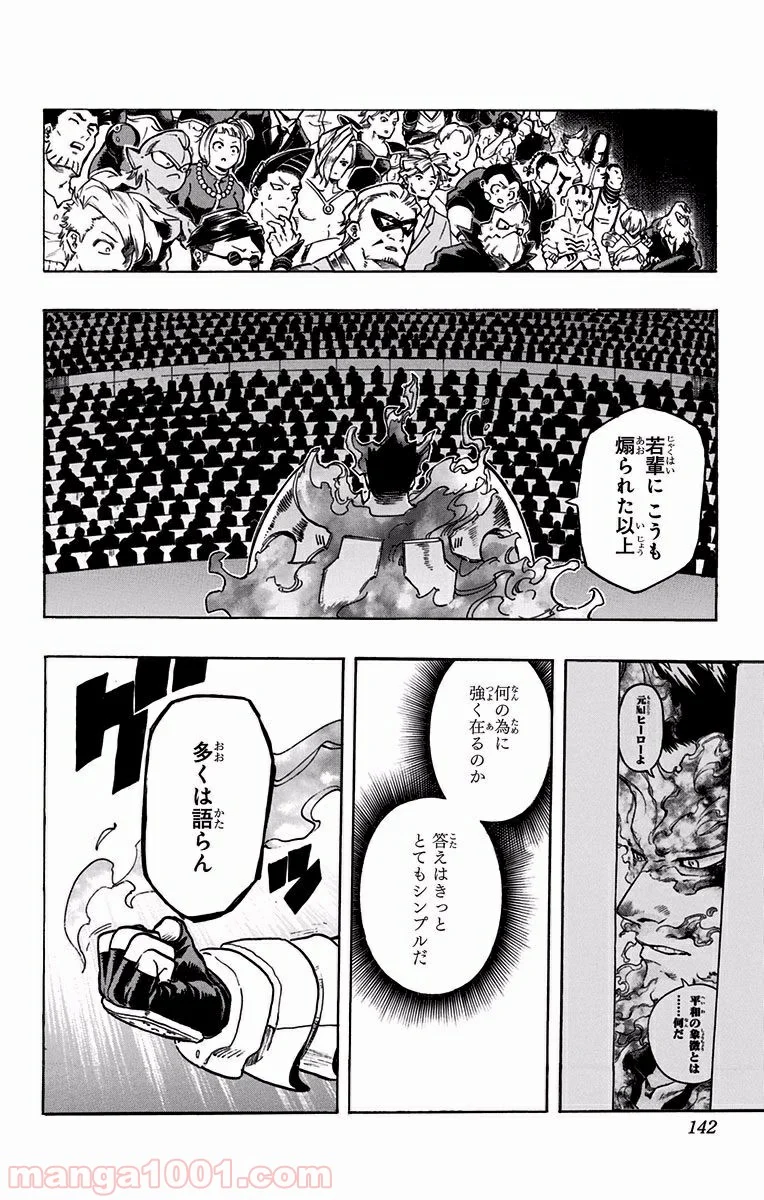 若輩に こうも
煽られた以上
元No.1ヒーローよ
平和の象徴とは
………何だ
何の為に
強く在るのか
答えはきっと
とてもシンプルだ
多くは語らん
142
MANGA1001.COM
manga1001.com